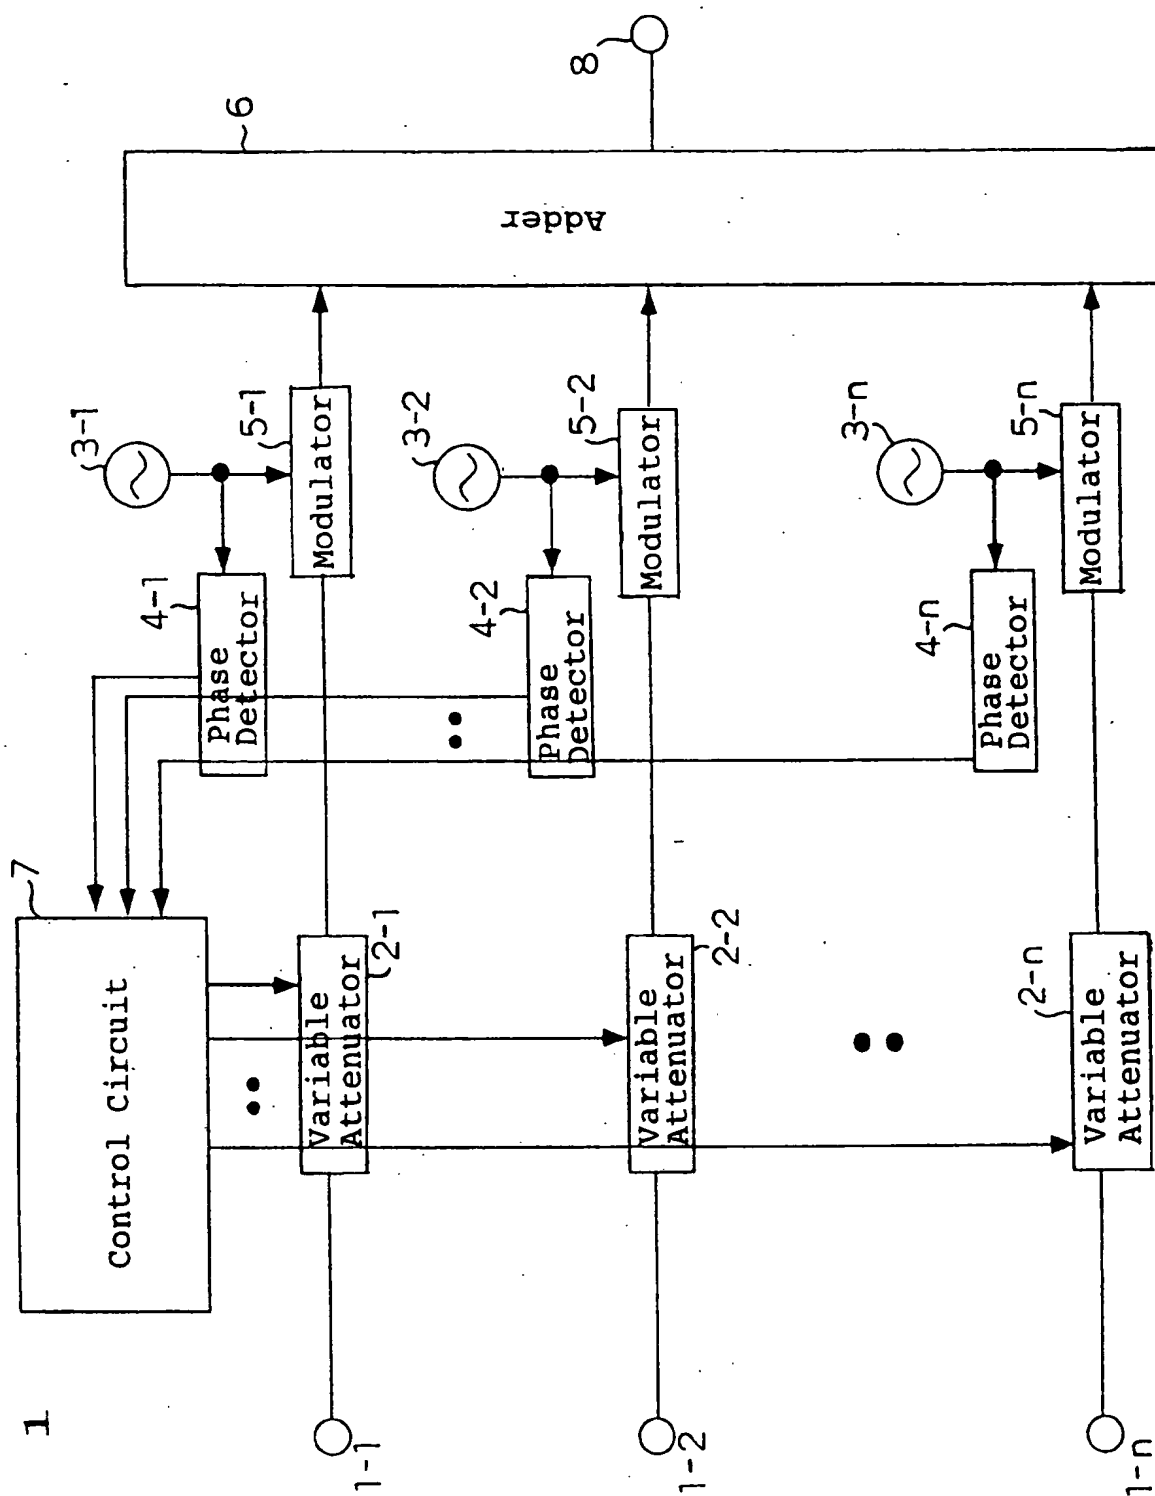 1
Control Circuit
7
1-1
Variable
Attenuator
2-1
Phase
Detector
4-1
3-1
Modulator
5-1
Adder
6
1-2
Variable
Attenuator
2-2
Phase
Detector
4-2
3-2
Modulator
5-2
8
1-n
Variable
Attenuator
2-n
Phase
Detector
4-n
3-n
Modulator
5-n